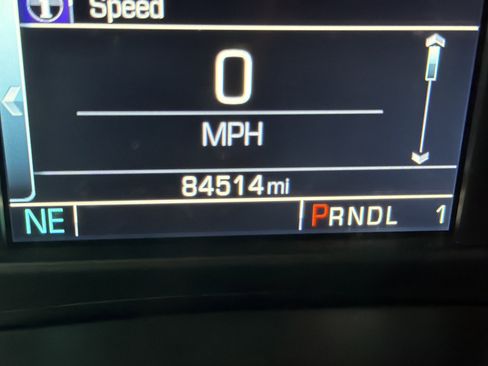 Speed
0
MPH
84514mi
NE
PRNDL 1